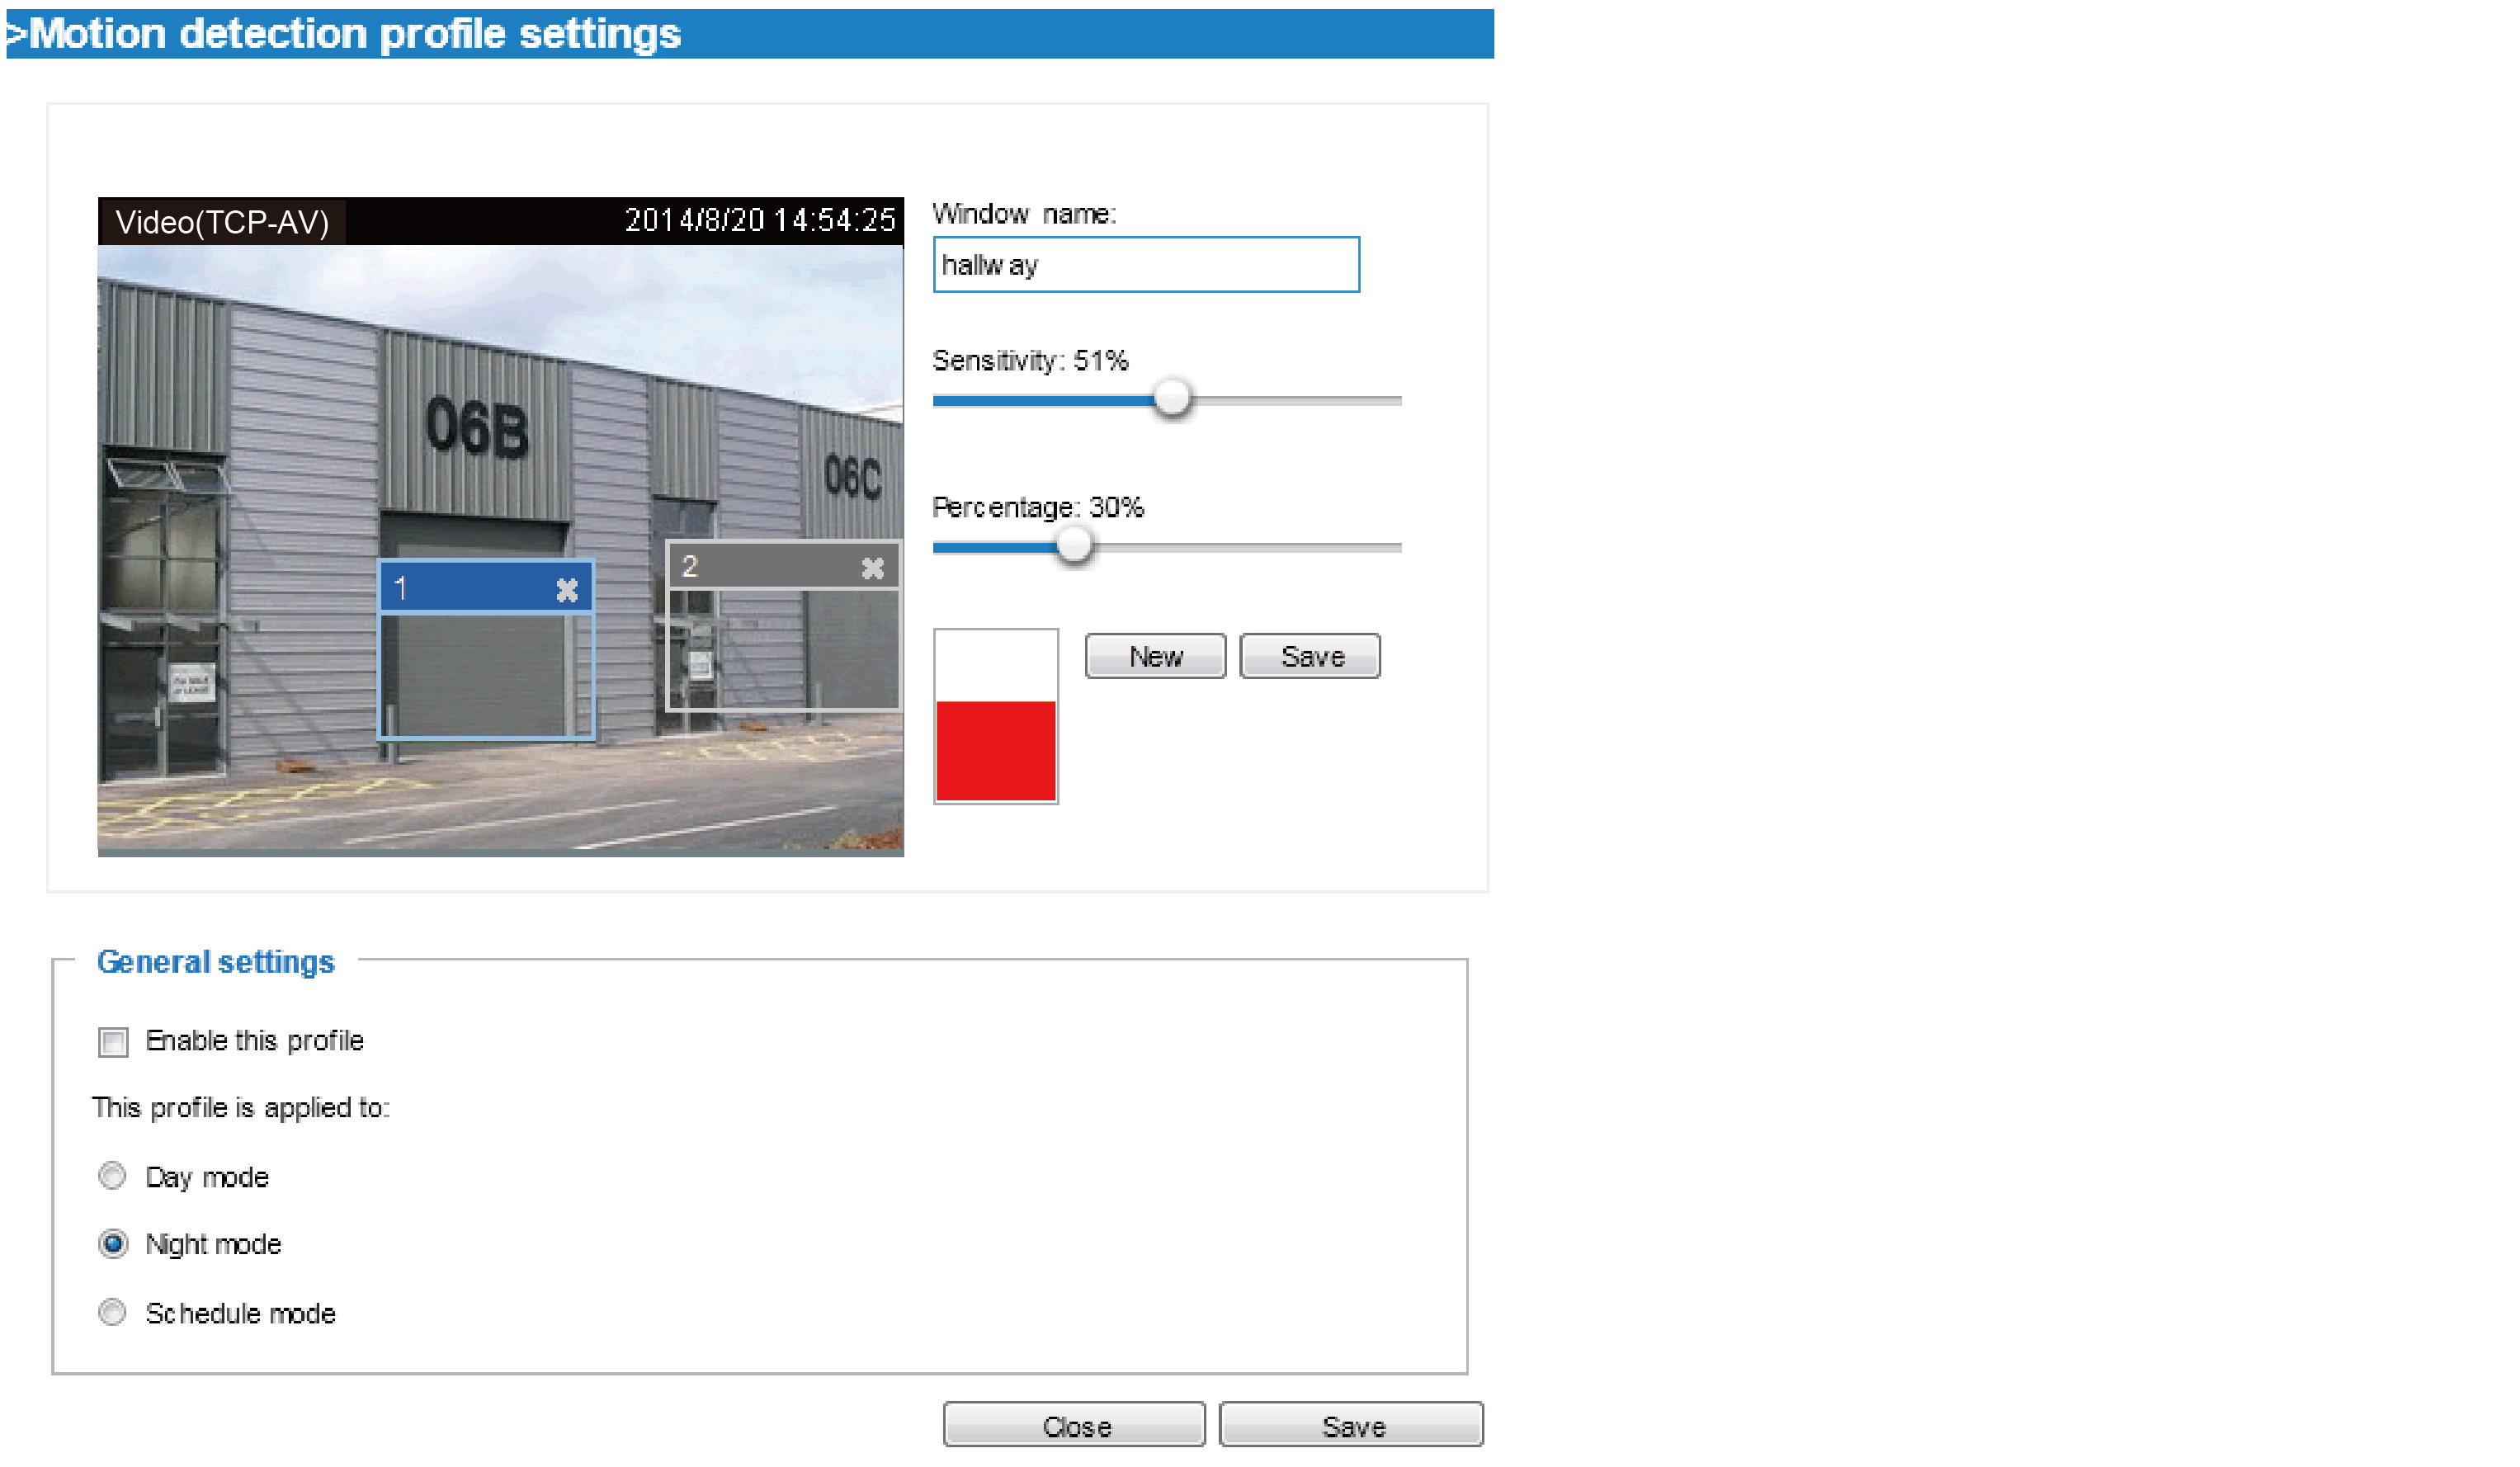 >Motion detection profile settings
Video(TCP-AV) 2014/8/20 14:54:25
Window name:
hallway
Sensitivity: 51%
06B
06C
Percentage: 30%
1
2
New Save
General settings
Enable this profile
This profile is applied to:
Day mode
Night mode
Schedule mode
Close Save